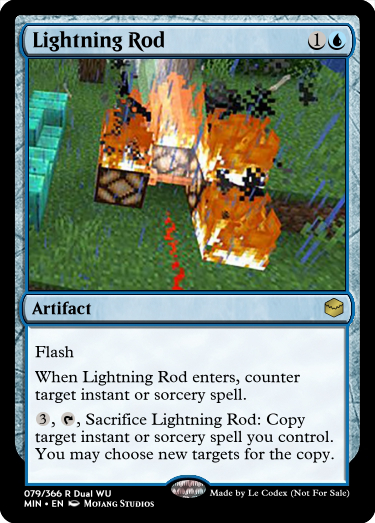 Lightning Rod 1
Artifact
Flash
When Lightning Rod enters, counter
target instant or sorcery spell.
3, , Sacrifice Lightning Rod: Copy
target instant or sorcery spell you control.
You may choose new targets for the copy.
079/366 R Dual WU
MIN • EN Mojang Studios
Made by Le Codex (Not For Sale)